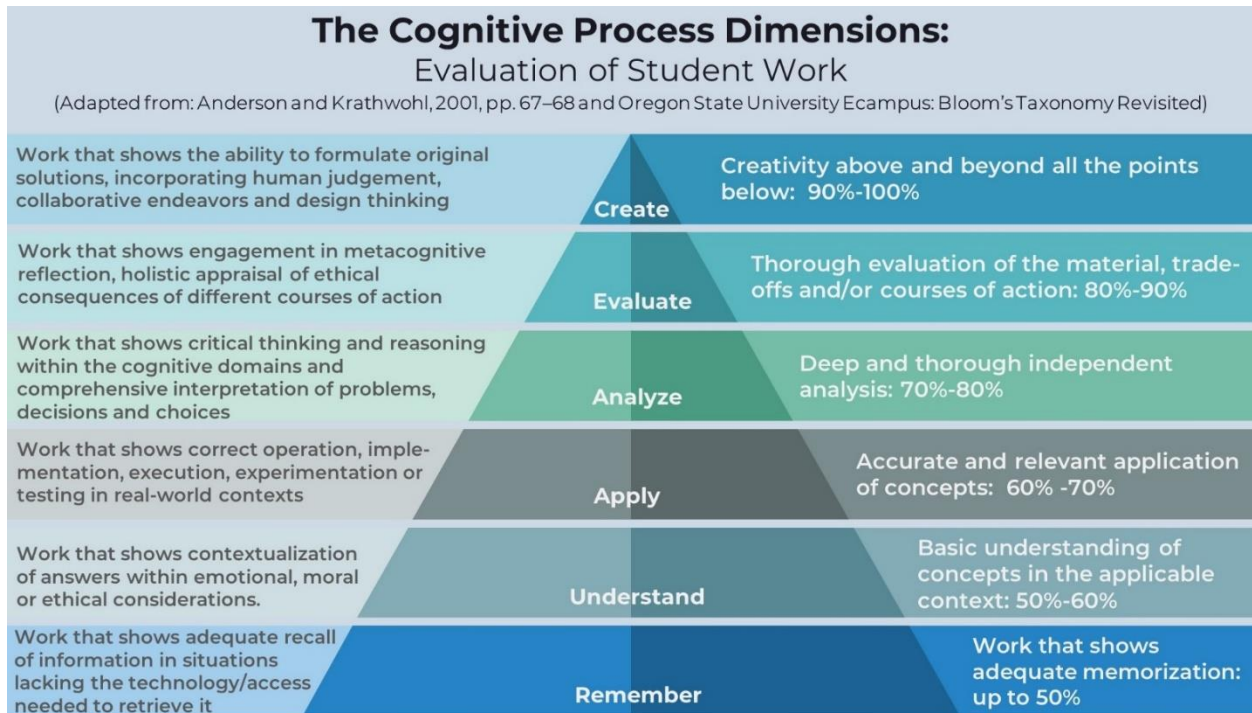 The Cognitive Process Dimensions:
Evaluation of Student Work
(Adapted from: Anderson and Krathwohl, 2001, pp. 67–68 and Oregon State University Ecampus: Bloom's Taxonomy Revisited)
Work that shows the ability to formulate original
solutions, incorporating human judgement,
collaborative endeavors and design thinking
Create
Creativity above and beyond all the points
below: 90%-100%
Work that shows engagement in metacognitive
reflection, holistic appraisal of ethical
consequences of different courses of action
Evaluate
Thorough evaluation of the material, trade-
offs and/or courses of action: 80%-90%
Work that shows critical thinking and reasoning
within the cognitive domains and
comprehensive interpretation of problems,
decisions and choices
Analyze
Deep and thorough independent
analysis: 70%-80%
Work that shows correct operation, imple-
mentation, execution, experimentation or
testing in real-world contexts
Apply
Accurate and relevant application
of concepts: 60% -70%
Work that shows contextualization
of answers within emotional, moral
or ethical considerations.
Understand
Basic understanding of
concepts in the applicable
context: 50%-60%
Work that shows adequate recall
of information in situations
lacking the technology/access
needed to retrieve it
Remember
Work that shows
adequate memorization:
up to 50%